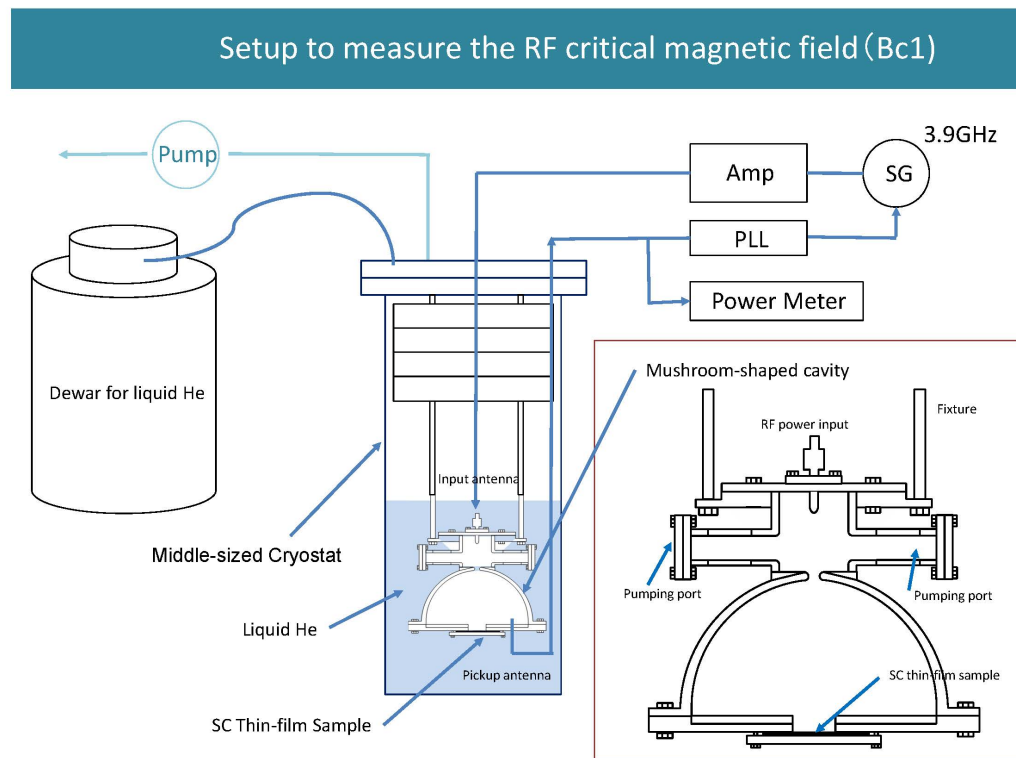 Setup to measure the RF critical magnetic field(Bc1)
3.9GHz
Pump
Amp
SG
PLL
Power Meter
Dewar for liquid He
Mushroom-shaped cavity
Fixture
RF power input
Input antenna
Middle-sized Cryostat
Pumping port
Pumping port
Liquid He
Pickup antenna
SC thin-film sample
SC Thin-film Sample